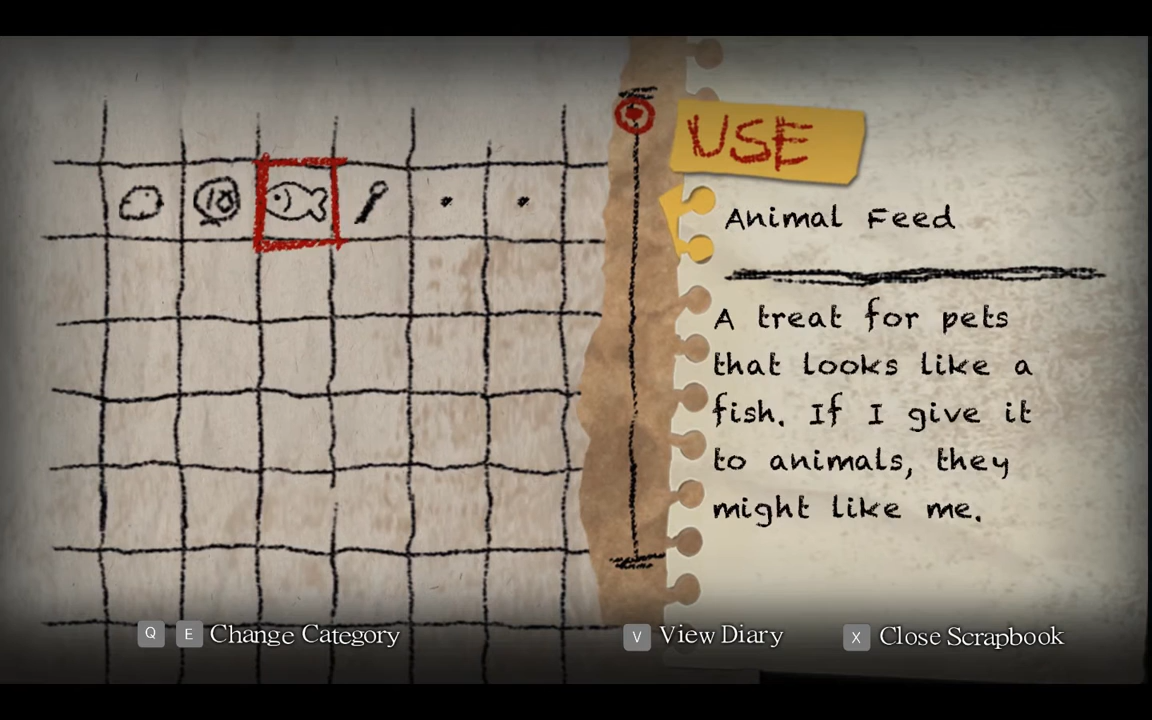 USE
10
Animal Feed
A treat for pets
that looks like a
fish. If I give it
to animals, they
might like me.
Q E Change Category
V View Diary
X Close Scrapbook